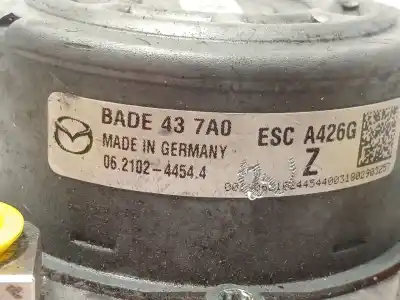 BADE 43 7A0 ESC A426G
MADE IN GERMANY Z
06.2102-4454.4